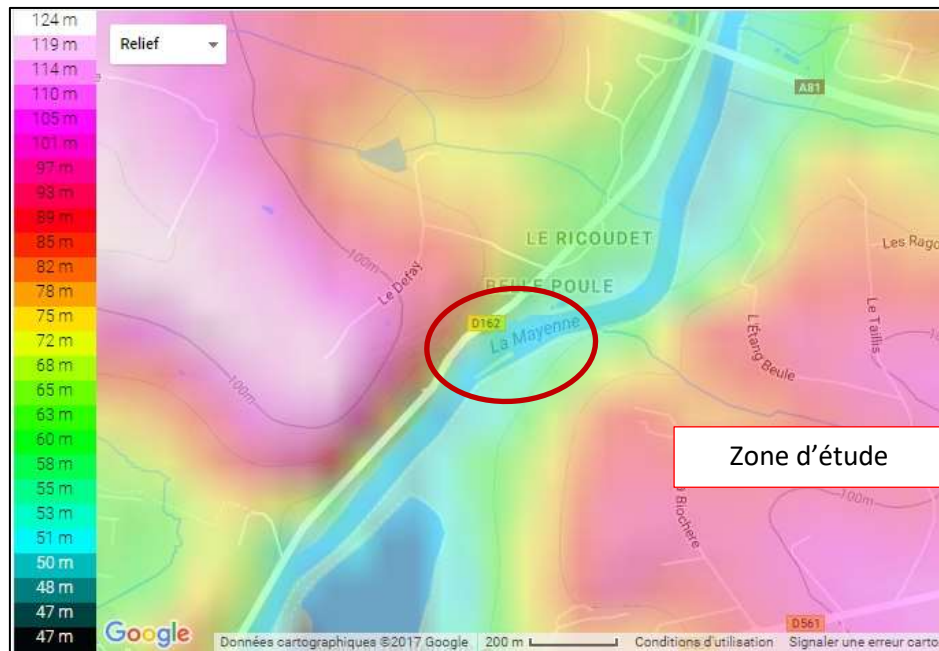 124 m
119 m
114 m
110 m
105 m
101 m
97 m
93 m
89 m
85 m
82 m
78 m
75 m
72 m
68 m
65 m
63 m
60 m
58 m
55 m
53 m
51 m
50 m
48 m
47 m
47 m
Relief
A81
LE RICOUDET
Les Rago
100m
Le Defay
BELLE POULE
Le Taillis
D162
La Mayenne
L'Étang Beule
100m
Zone d'étude
100m
a Biochere
D561
Google
Données cartographiques ©2017 Google
200 m
Conditions d'utilisation
Signaler une erreur carto